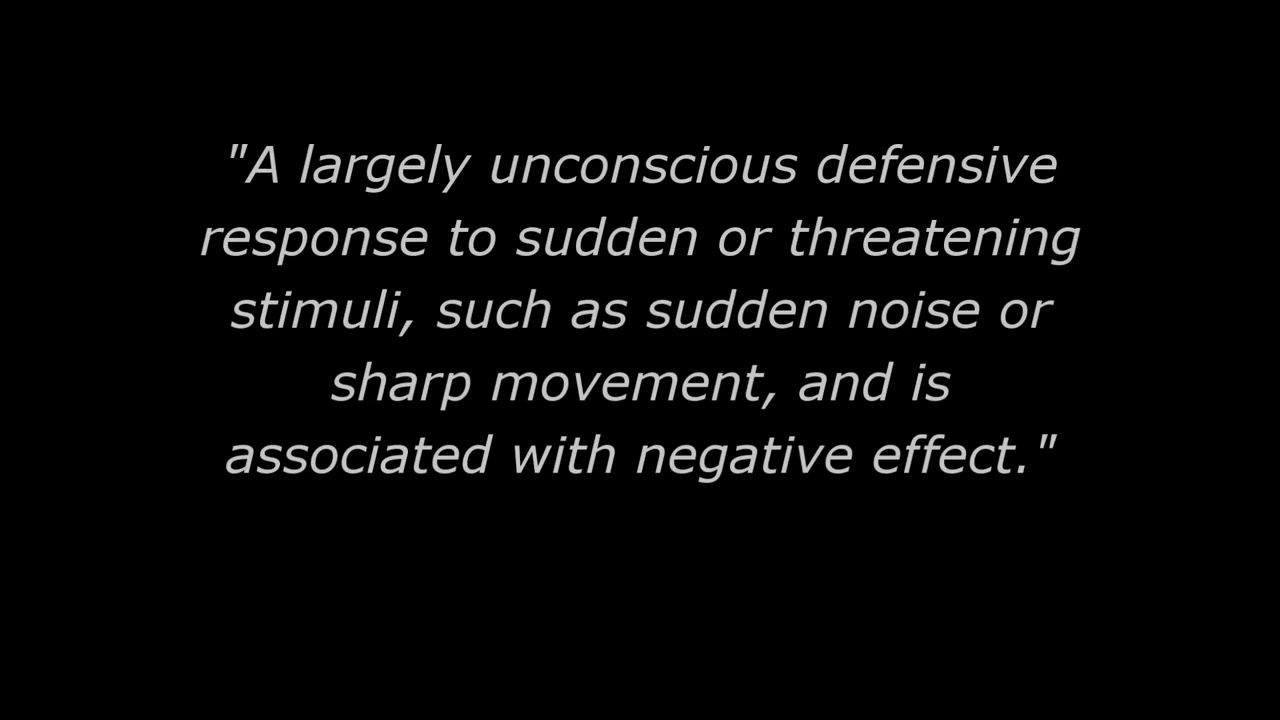 "A largely unconscious defensive
response to sudden or threatening
stimuli, such as sudden noise or
sharp movement, and is
associated with negative effect."